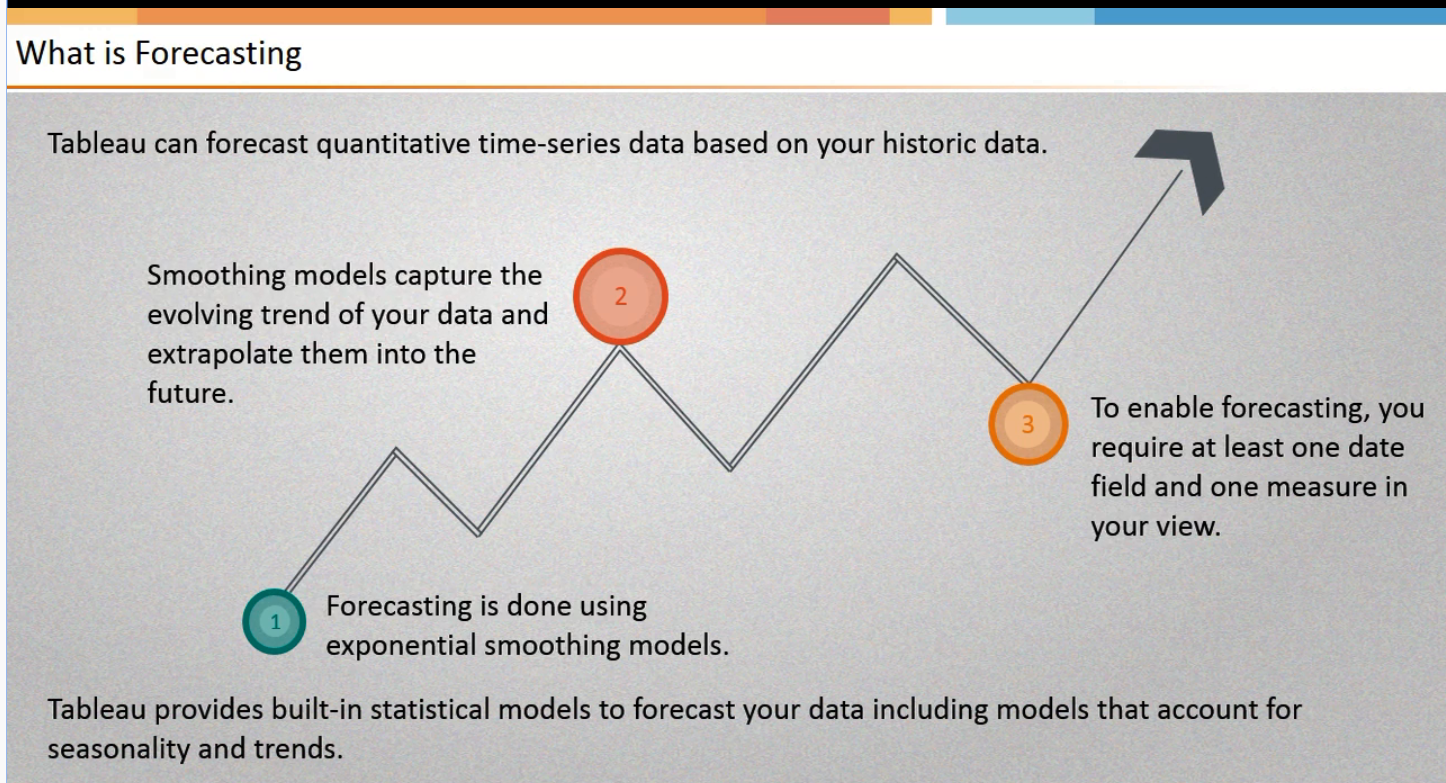 What is Forecasting
Tableau can forecast quantitative time-series data based on your historic data.
Smoothing models capture the
evolving trend of your data and
extrapolate them into the
future.
2
3
To enable forecasting, you
require at least one date
field and one measure in
your view.
1
Forecasting is done using
exponential smoothing models.
Tableau provides built-in statistical models to forecast your data including models that account for
seasonality and trends.